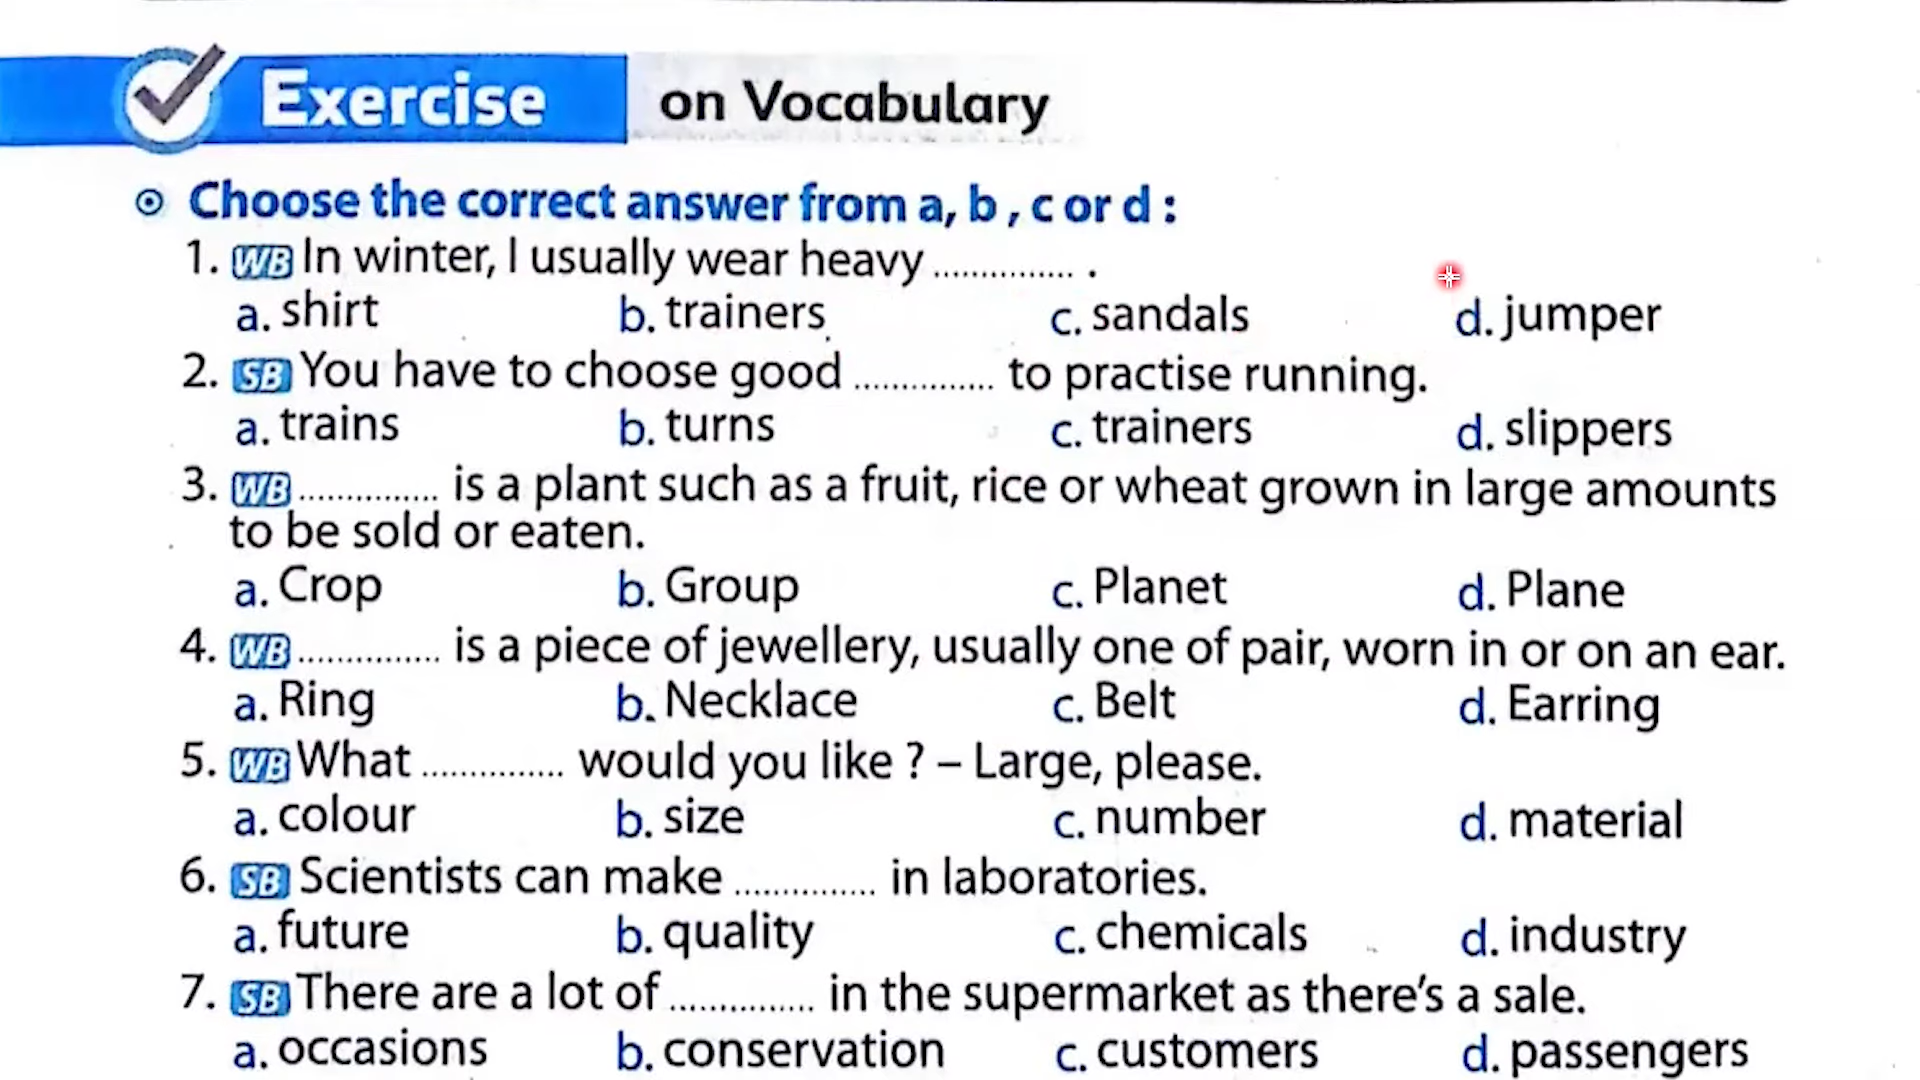 Exercise on Vocabulary
Choose the correct answer from a, b , c or d :
1. WB In winter, I usually wear heavy ............... .
a. shirt b. trainers c. sandals d. jumper
2. SB You have to choose good ............... to practise running.
a. trains b. turns c. trainers d. slippers
3. WB ............... is a plant such as a fruit, rice or wheat grown in large amounts
to be sold or eaten.
a. Crop b. Group c. Planet d. Plane
4. WB ............... is a piece of jewellery, usually one of pair, worn in or on an ear.
a. Ring b. Necklace c. Belt d. Earring
5. WB What ............... would you like ? – Large, please.
a. colour b. size c. number d. material
6. SB Scientists can make ............... in laboratories.
a. future b. quality c. chemicals d. industry
7. SB There are a lot of ............... in the supermarket as there's a sale.
a. occasions b. conservation c. customers d. passengers